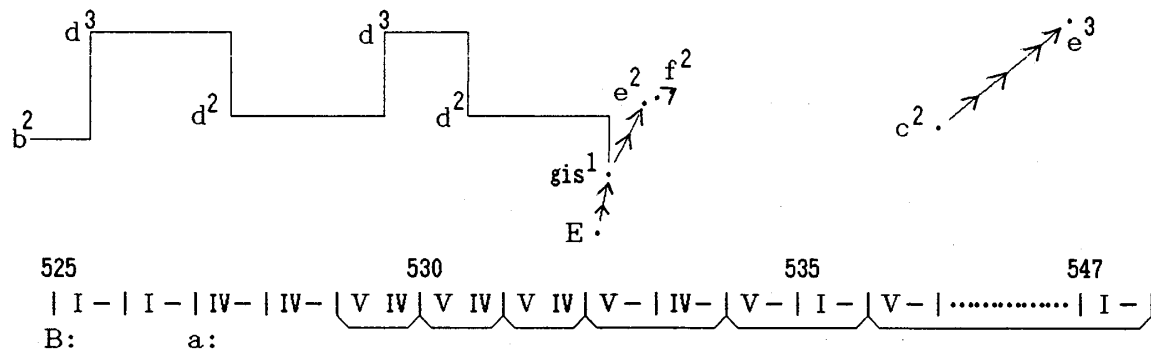 d³ d³ e³
e² f²
b² d² d² c²
gis¹
E
525 530 535 547
| I – | I – | IV – | IV – | V IV | V IV | V IV | V – | IV – | V – | I – | V – | ················ | I – |
B: a: